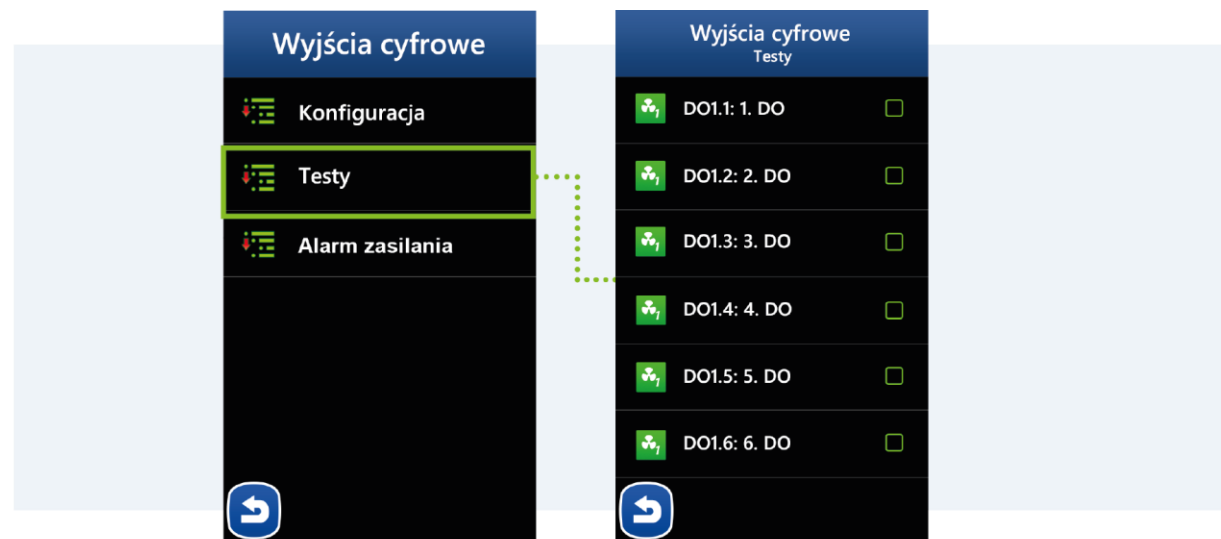 Wyjścia cyfrowe
Konfiguracja
Testy
Alarm zasilania
Wyjścia cyfrowe
Testy
DO1.1: 1. DO
DO1.2: 2. DO
DO1.3: 3. DO
DO1.4: 4. DO
DO1.5: 5. DO
DO1.6: 6. DO